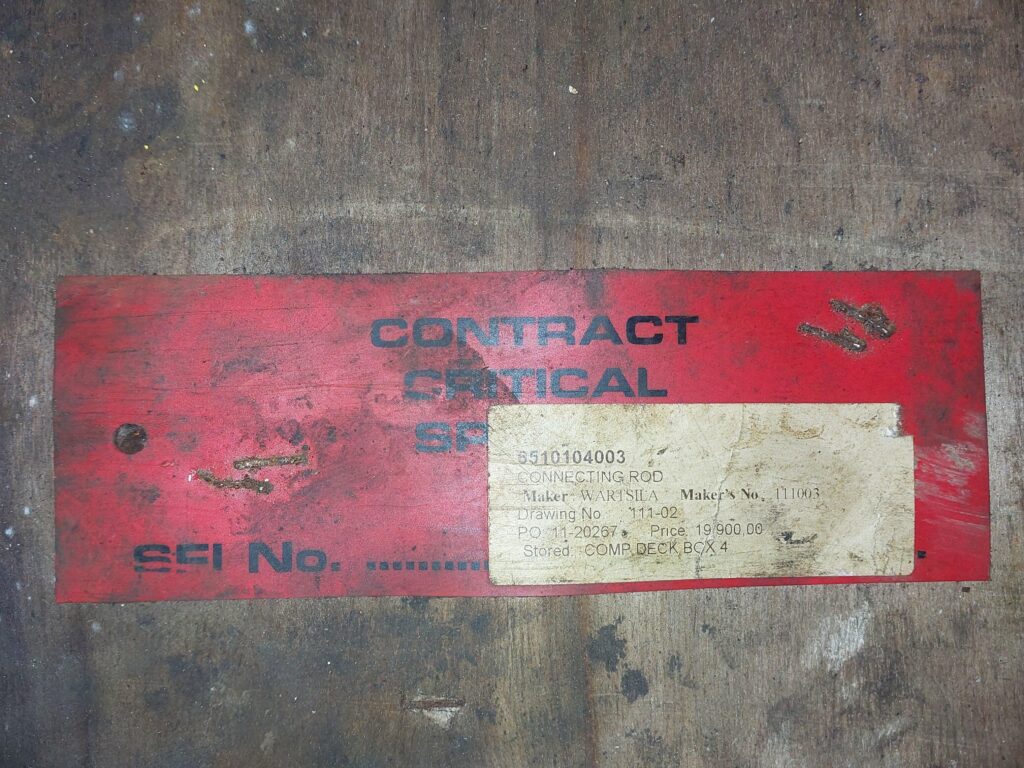 CONTRACT
CRITICAL
SP
6510104003
CONNECTING ROD
Maker : WARTSILA Maker's No. 111003
Drawing No 111-02
PO 11-20267 Price 19 900,00
Stored : COMP.DECK,BOX 4
SFI No. ..........